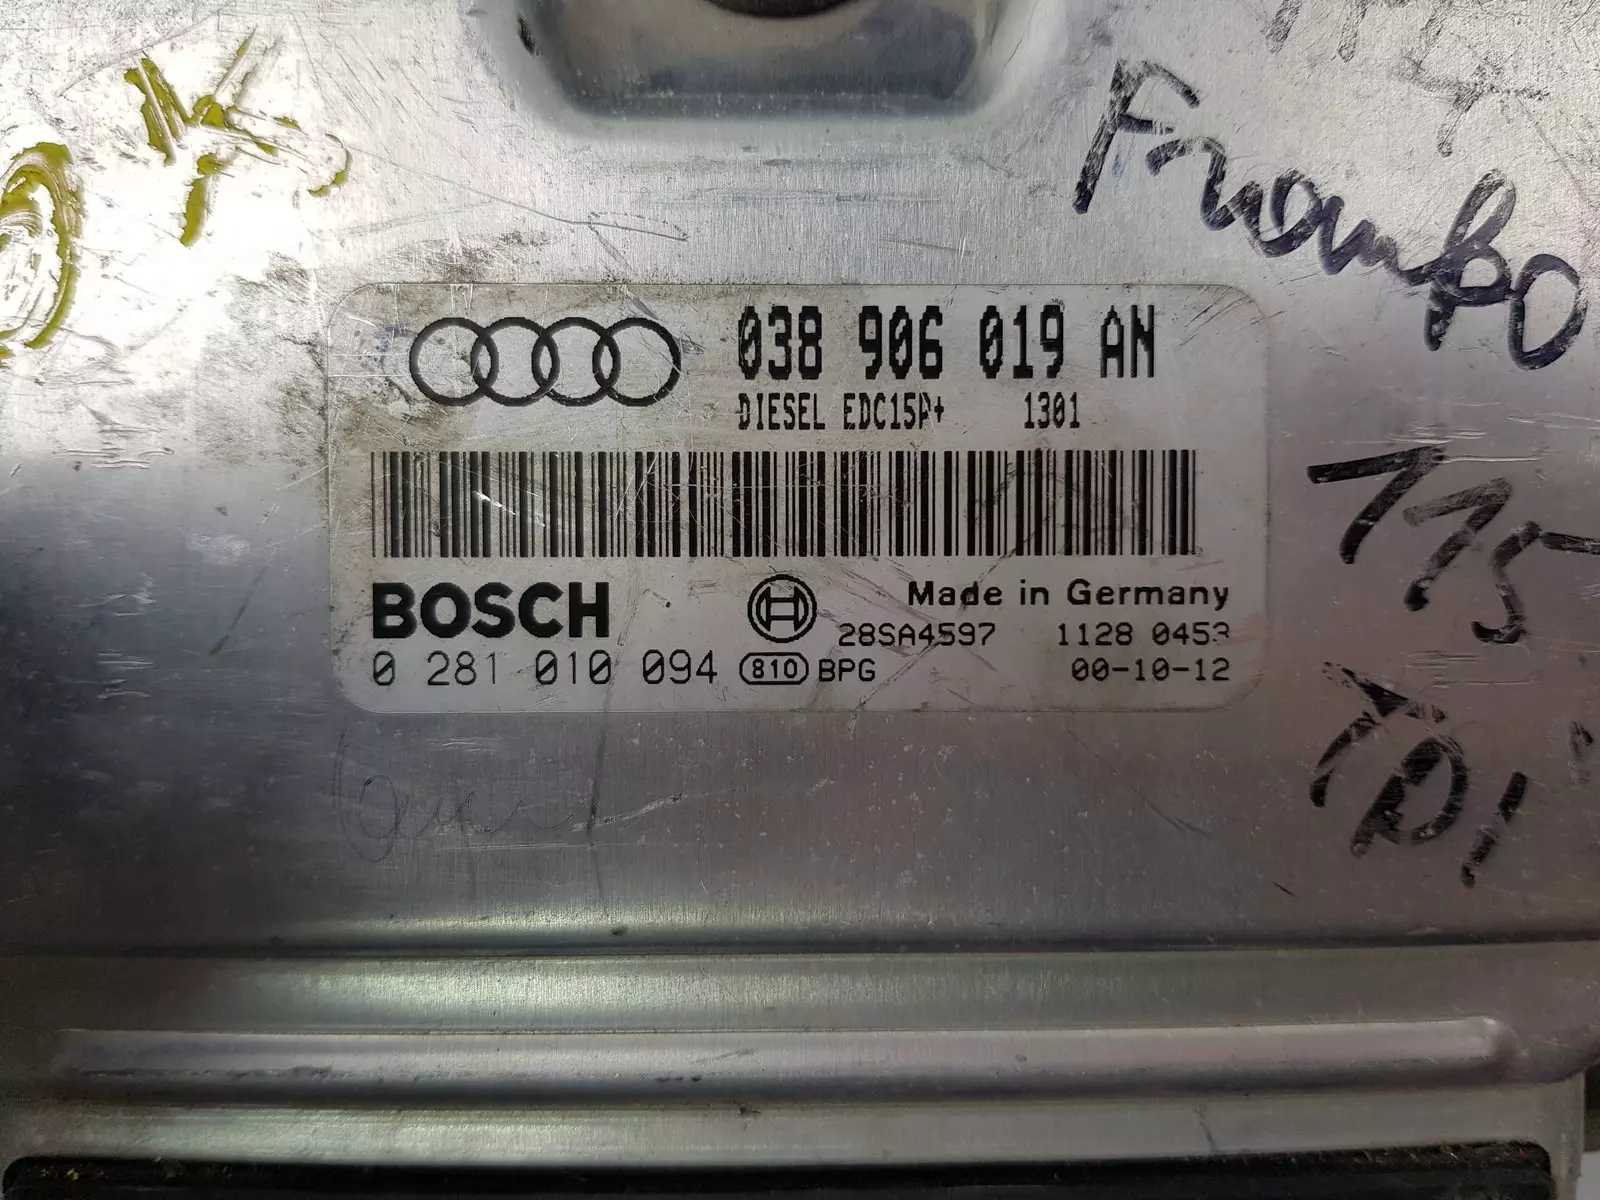 Frombo
038 906 019 AN
DIESEL EDC15P+ 1301
115
TDI
BOSCH
Made in Germany
28SA4597 1128 0453
0 281 010 094 810 BPG 00-10-12